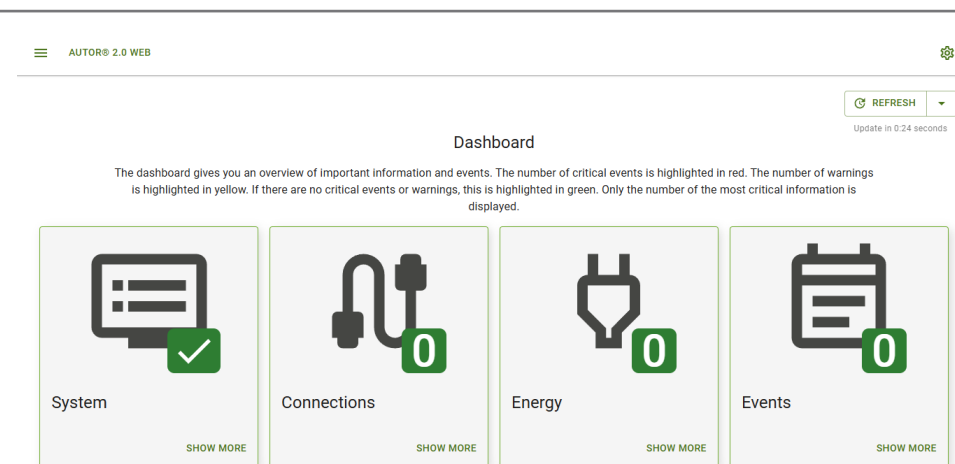 AUTOR® 2.0 WEB
REFRESH
Update in 0:24 seconds
Dashboard
The dashboard gives you an overview of important information and events. The number of critical events is highlighted in red. The number of warnings
is highlighted in yellow. If there are no critical events or warnings, this is highlighted in green. Only the number of the most critical information is
displayed.
0 0 0
System Connections Energy Events
SHOW MORE SHOW MORE SHOW MORE SHOW MORE